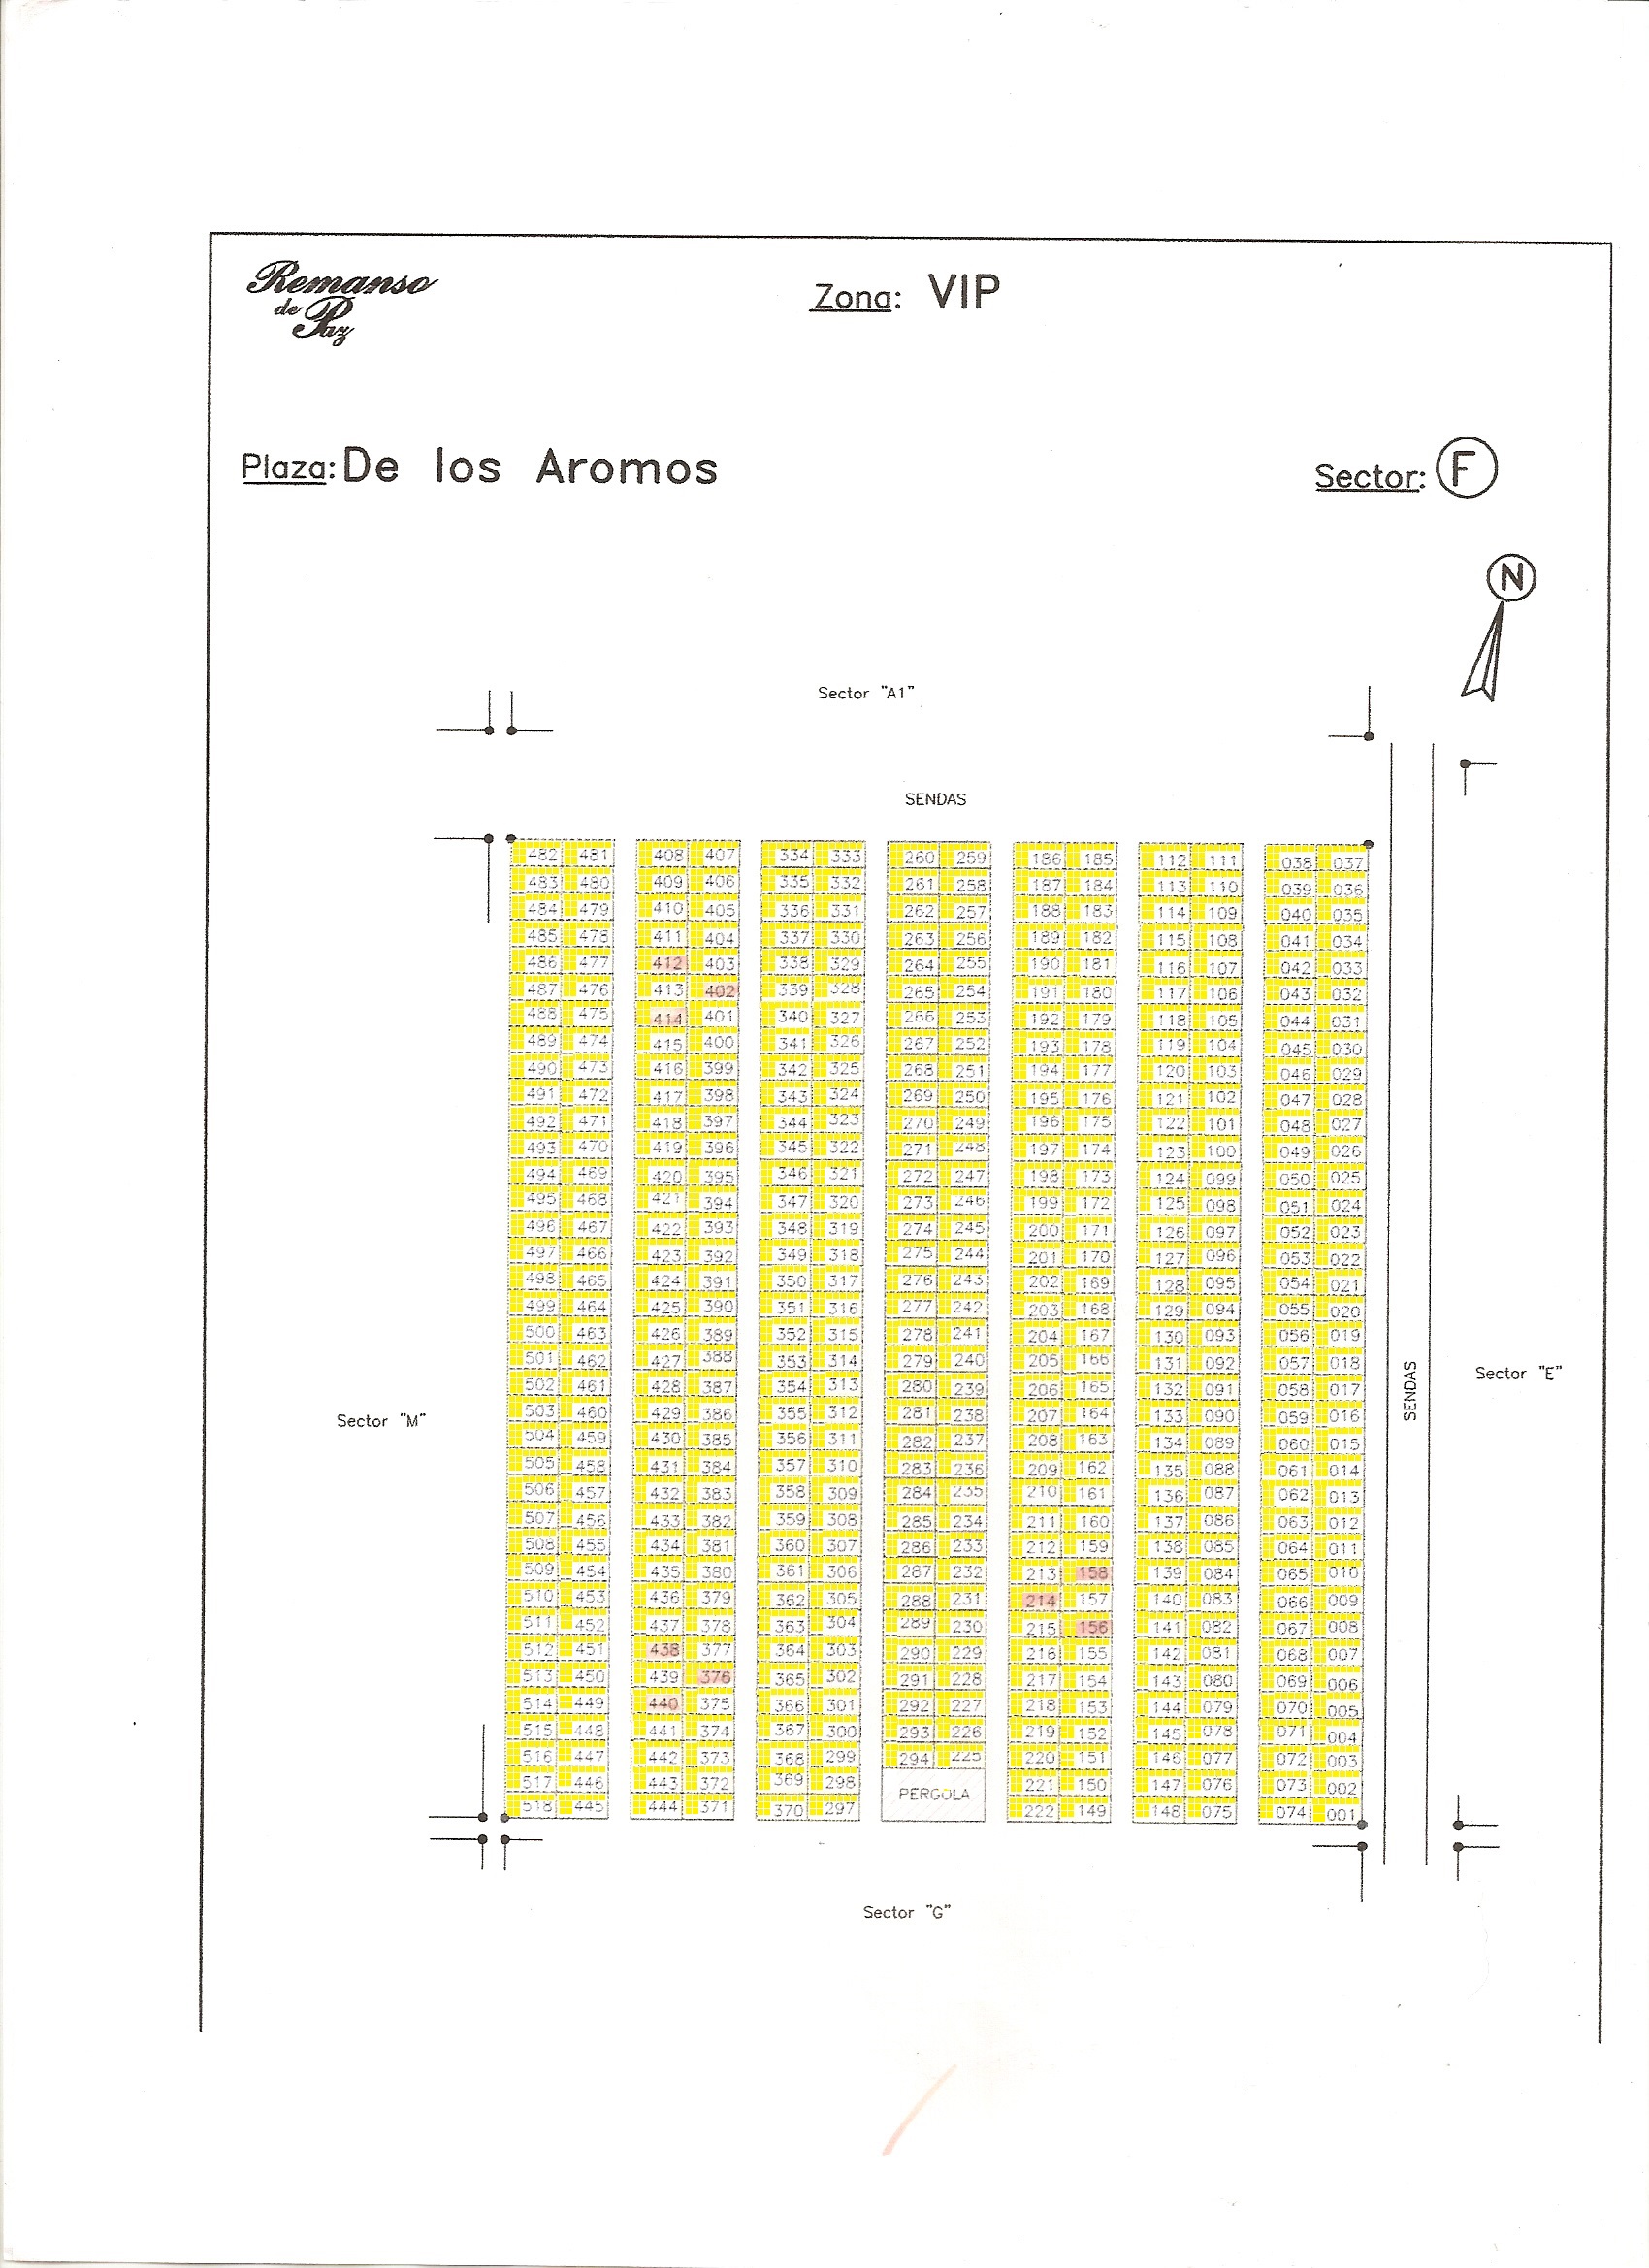 Remanso
de Paz
Zona: VIP
Plaza: De los Aromos
Sector: F
N
Sector "A1"
SENDAS
482 481 408 407 334 333 260 259 186 185 112 111 038 037
483 480 409 406 335 332 261 258 187 184 113 110 039 036
484 479 410 405 336 331 262 257 188 183 114 109 040 035
485 478 411 404 337 330 263 256 189 182 115 108 041 034
486 477 412 403 338 329 264 255 190 181 116 107 042 033
487 476 413 402 339 328 265 254 191 180 117 106 043 032
488 475 414 401 340 327 266 253 192 179 118 105 044 031
489 474 415 400 341 326 267 252 193 178 119 104 045 030
490 473 416 399 342 325 268 251 194 177 120 103 046 029
491 472 417 398 343 324 269 250 195 176 121 102 047 028
492 471 418 397 344 323 270 249 196 175 122 101 048 027
493 470 419 396 345 322 271 248 197 174 123 100 049 026
494 469 420 395 346 321 272 247 198 173 124 099 050 025
495 468 421 394 347 320 273 246 199 172 125 098 051 024
496 467 422 393 348 319 274 245 200 171 126 097 052 023
497 466 423 392 349 318 275 244 201 170 127 096 053 022
498 465 424 391 350 317 276 243 202 169 128 095 054 021
499 464 425 390 351 316 277 242 203 168 129 094 055 020
500 463 426 389 352 315 278 241 204 167 130 093 056 019
501 462 427 388 353 314 279 240 205 166 131 092 057 018
502 461 428 387 354 313 280 239 206 165 132 091 058 017
503 460 429 386 355 312 281 238 207 164 133 090 059 016
504 459 430 385 356 311 282 237 208 163 134 089 060 015
505 458 431 384 357 310 283 236 209 162 135 088 061 014
506 457 432 383 358 309 284 235 210 161 136 087 062 013
507 456 433 382 359 308 285 234 211 160 137 086 063 012
508 455 434 381 360 307 286 233 212 159 138 085 064 011
509 454 435 380 361 306 287 232 213 158 139 084 065 010
510 453 436 379 362 305 288 231 214 157 140 083 066 009
511 452 437 378 363 304 289 230 215 156 141 082 067 008
512 451 438 377 364 303 290 229 216 155 142 081 068 007
513 450 439 376 365 302 291 228 217 154 143 080 069 006
514 449 440 375 366 301 292 227 218 153 144 079 070 005
515 448 441 374 367 300 293 226 219 152 145 078 071 004
516 447 442 373 368 299 294 225 220 151 146 077 072 003
517 446 443 372 369 298 PERGOLA 221 150 147 076 073 002
518 445 444 371 370 297 222 149 148 075 074 001
Sector "M"
SENDAS
Sector "E"
Sector "G"